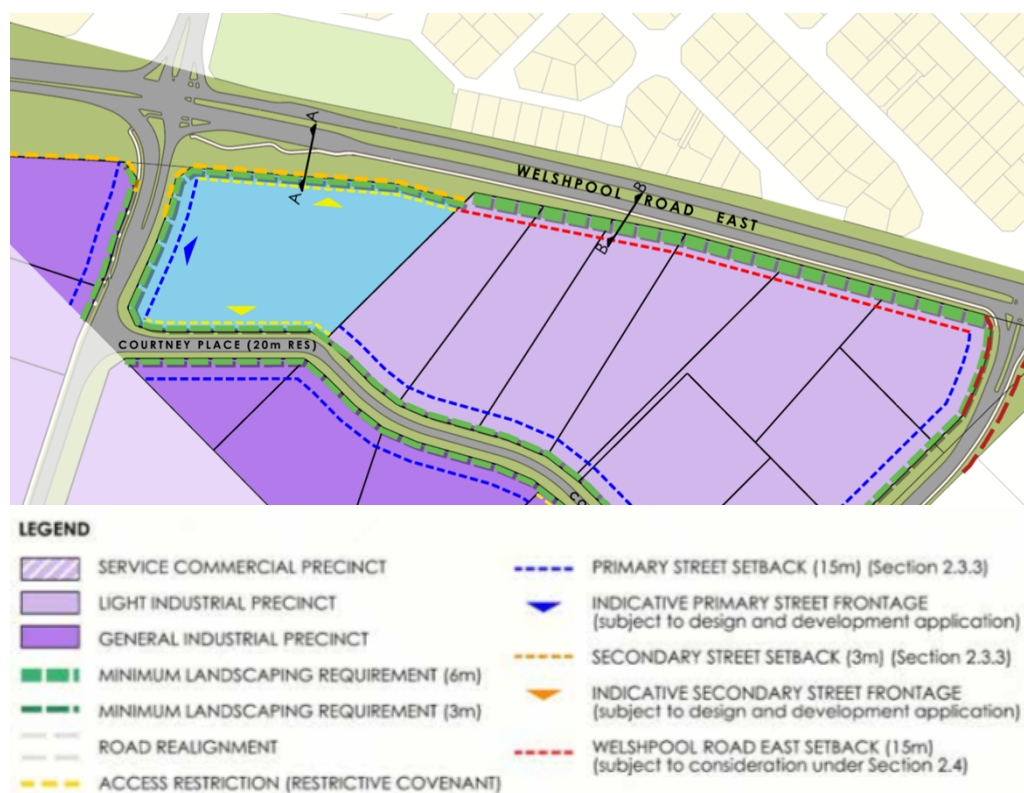 A
A
WELSHPOOL ROAD EAST
B
B
COURTNEY PLACE (20m RES)
CO
LEGEND
SERVICE COMMERCIAL PRECINCT
LIGHT INDUSTRIAL PRECINCT
GENERAL INDUSTRIAL PRECINCT
MINIMUM LANDSCAPING REQUIREMENT (6m)
MINIMUM LANDSCAPING REQUIREMENT (3m)
ROAD REALIGNMENT
ACCESS RESTRICTION (RESTRICTIVE COVENANT)
PRIMARY STREET SETBACK (15m) (Section 2.3.3)
INDICATIVE PRIMARY STREET FRONTAGE
(subject to design and development application)
SECONDARY STREET SETBACK (3m) (Section 2.3.3)
INDICATIVE SECONDARY STREET FRONTAGE
(subject to design and development application)
WELSHPOOL ROAD EAST SETBACK (15m)
(subject to consideration under Section 2.4)